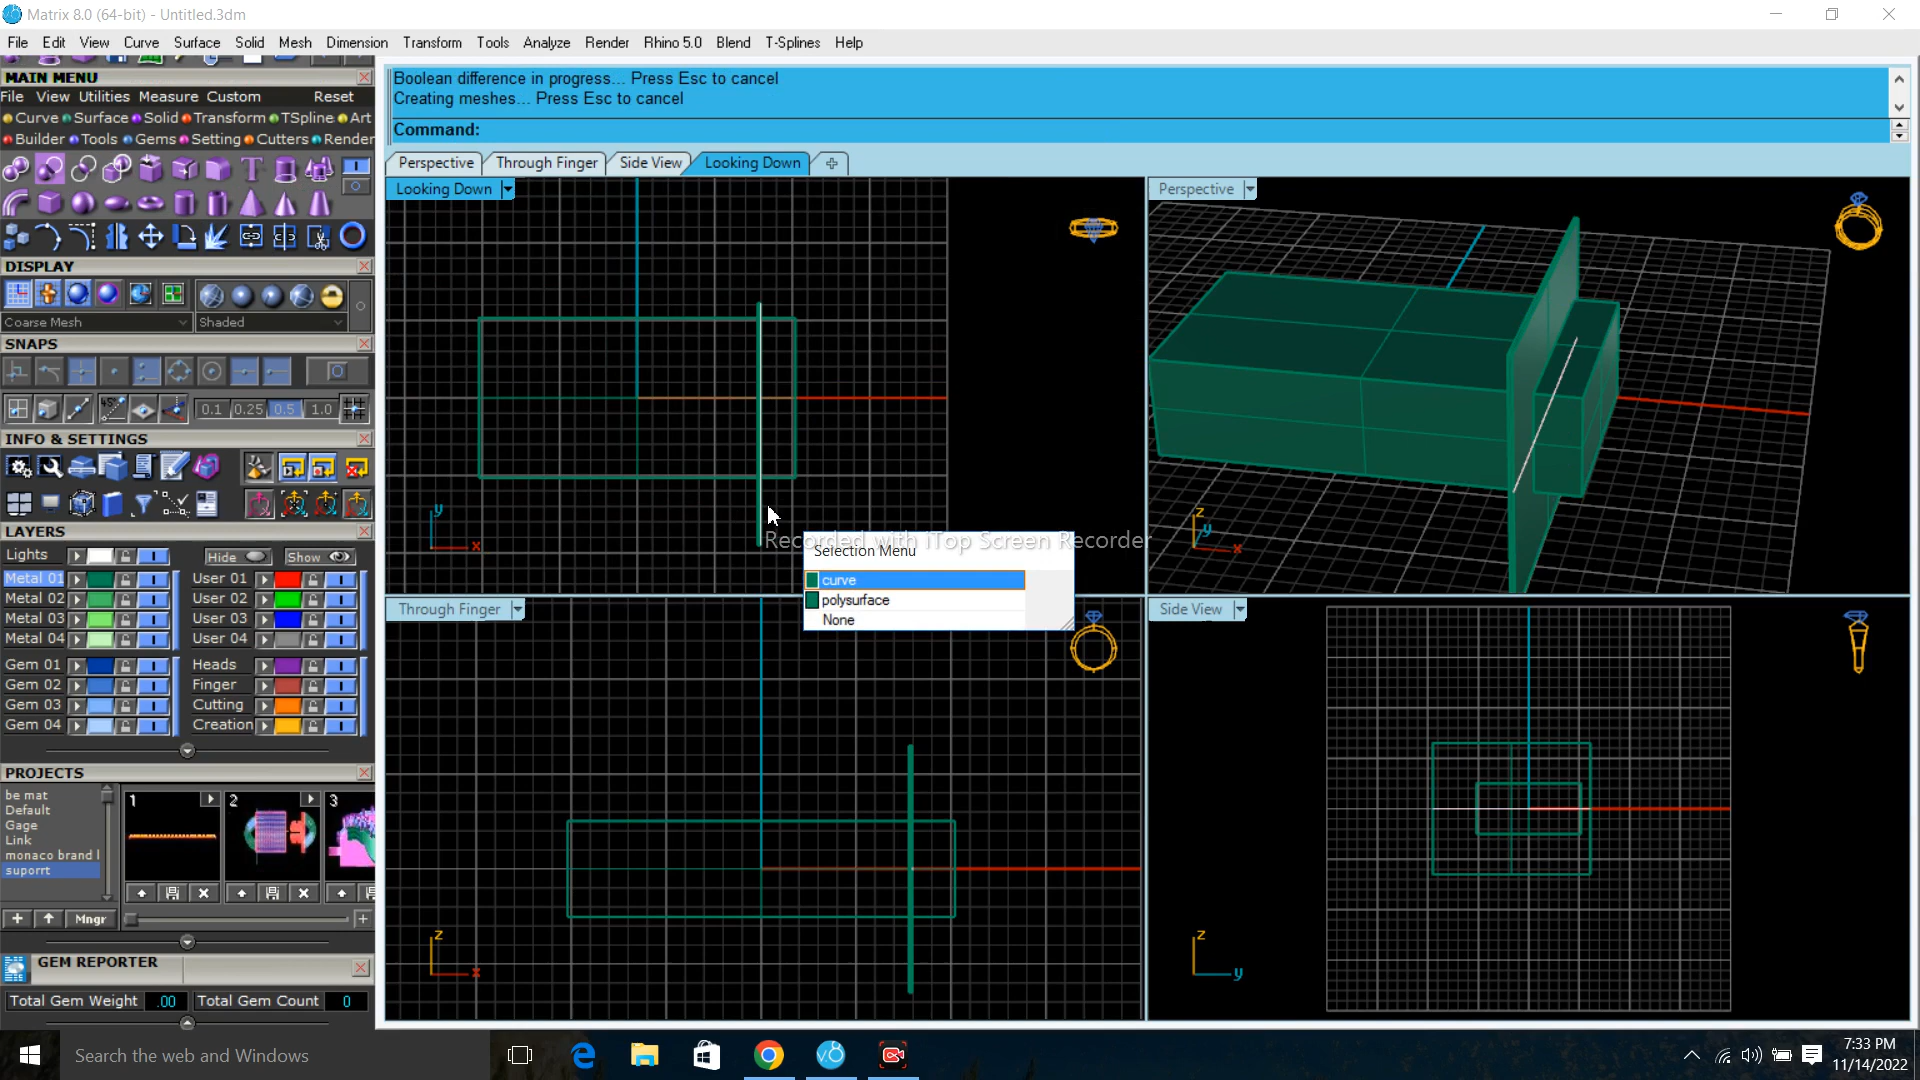 Matrix 8.0 (64-bit) - Untitled.3dm
File Edit View Curve Surface Solid Mesh Dimension Transform Tools Analyze Render Rhino 5.0 Blend T-Splines Help
MAIN MENU
File View Utilities Measure Custom Reset
Curve Surface Solid Transform TSpline Art
Builder Tools Gems Setting Cutters Render
Boolean difference in progress... Press Esc to cancel
Creating meshes... Press Esc to cancel
Command:
Perspective Through Finger Side View Looking Down
Looking Down
Perspective
DISPLAY
Coarse Mesh Shaded
SNAPS
45°
0.1 0.25 0.5 1.0
INFO & SETTINGS
LAYERS
Lights Hide Show
Metal 01 User 01
Metal 02 User 02
Metal 03 User 03
Metal 04 User 04
Gem 01 Heads
Gem 02 Finger
Gem 03 Cutting
Gem 04 Creation
PROJECTS
be mat
Default
Gage
Link
monaco brand l
suporrt
1 2 3
Mngr
GEM REPORTER
Total Gem Weight .00 Total Gem Count 0
y
x
z
y
x
Recorded with iTop Screen Recorder
Selection Menu
curve
polysurface
None
Through Finger
Side View
z
x
z
y
Search the web and Windows
7:33 PM
11/14/2022